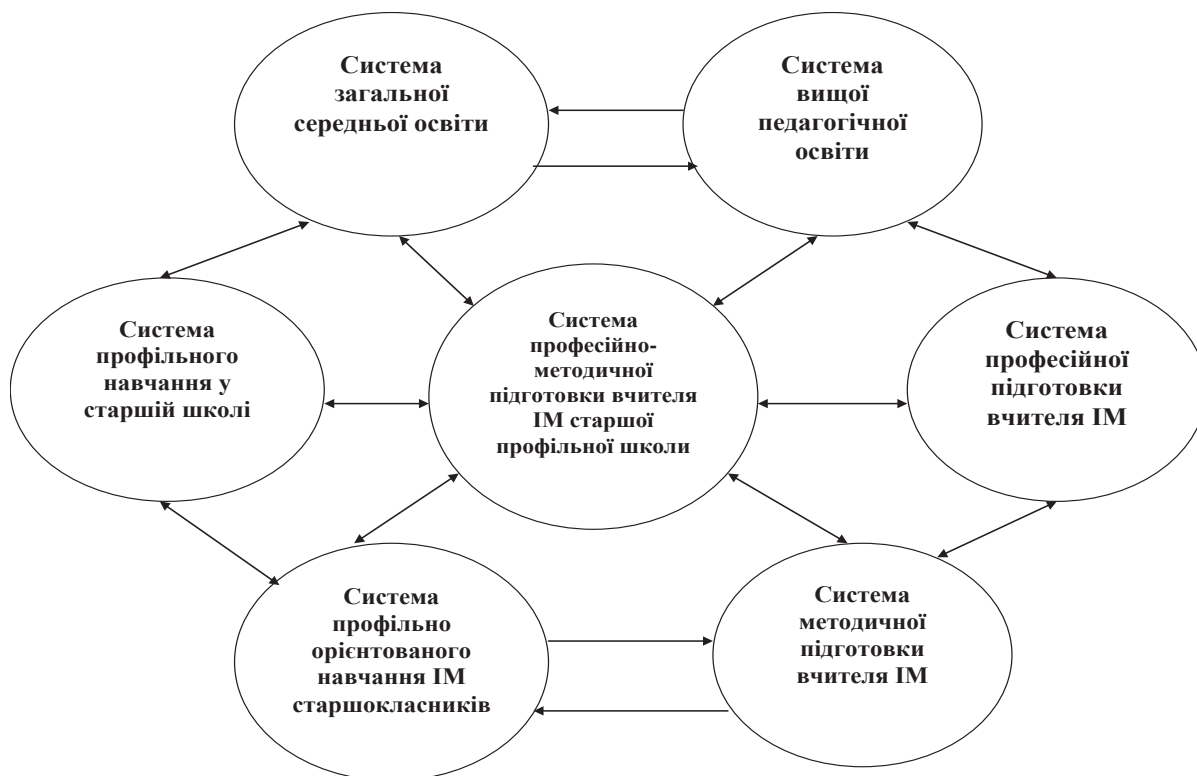 Система
загальної
середньої освіти
Система
вищої
педагогічної
освіти
Система
профільного
навчання у
старшій школі
Система
професійно-
методичної
підготовки вчителя
ІМ старшої
профільної школи
Система
професійної
підготовки
вчителя ІМ
Система
профільно
орієнтованого
навчання ІМ
старшокласників
Система
методичної
підготовки
вчителя ІМ